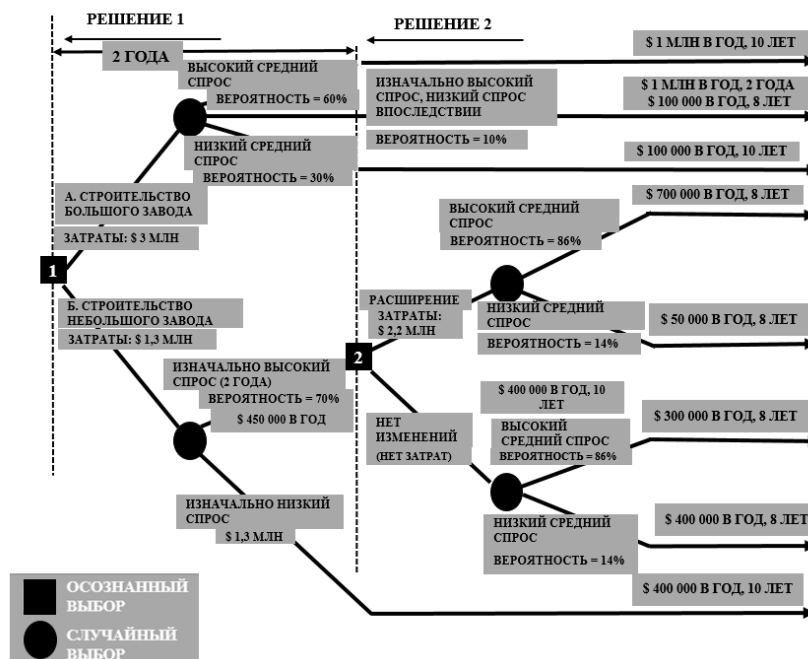 РЕШЕНИЕ 1
РЕШЕНИЕ 2
2 ГОДА
$ 1 МЛН В ГОД, 10 ЛЕТ
ВЫСОКИЙ СРЕДНИЙ
СПРОС
ВЕРОЯТНОСТЬ = 60%
ИЗНАЧАЛЬНО ВЫСОКИЙ
СПРОС, НИЗКИЙ СПРОС
ВПОСЛЕДСТВИИ
ВЕРОЯТНОСТЬ = 10%
$ 1 МЛН В ГОД, 2 ГОДА
$ 100 000 В ГОД, 8 ЛЕТ
НИЗКИЙ СРЕДНИЙ
СПРОС
ВЕРОЯТНОСТЬ = 30%
$ 100 000 В ГОД, 10 ЛЕТ
А. СТРОИТЕЛЬСТВО
БОЛЬШОГО ЗАВОДА
ЗАТРАТЫ: $ 3 МЛН
1
Б. СТРОИТЕЛЬСТВО
НЕБОЛЬШОГО ЗАВОДА
ЗАТРАТЫ: $ 1,3 МЛН
ВЫСОКИЙ СРЕДНИЙ
СПРОС
ВЕРОЯТНОСТЬ = 86%
$ 700 000 В ГОД, 8 ЛЕТ
РАСШИРЕНИЕ
ЗАТРАТЫ:
$ 2,2 МЛН
НИЗКИЙ СРЕДНИЙ
СПРОС
ВЕРОЯТНОСТЬ = 14%
$ 50 000 В ГОД, 8 ЛЕТ
2
ИЗНАЧАЛЬНО ВЫСОКИЙ
СПРОС (2 ГОДА)
ВЕРОЯТНОСТЬ = 70%
$ 450 000 В ГОД
НЕТ
ИЗМЕНЕНИЙ
(НЕТ ЗАТРАТ)
$ 400 000 В ГОД, 10
ЛЕТ
ВЫСОКИЙ
СРЕДНИЙ СПРОС
ВЕРОЯТНОСТЬ = 86%
$ 300 000 В ГОД, 8 ЛЕТ
НИЗКИЙ СРЕДНИЙ
СПРОС
ВЕРОЯТНОСТЬ = 14%
$ 400 000 В ГОД, 8 ЛЕТ
ИЗНАЧАЛЬНО НИЗКИЙ
СПРОС
$ 1,3 МЛН
$ 400 000 В ГОД, 10 ЛЕТ
ОСОЗНАННЫЙ
ВЫБОР
СЛУЧАЙНЫЙ
ВЫБОР